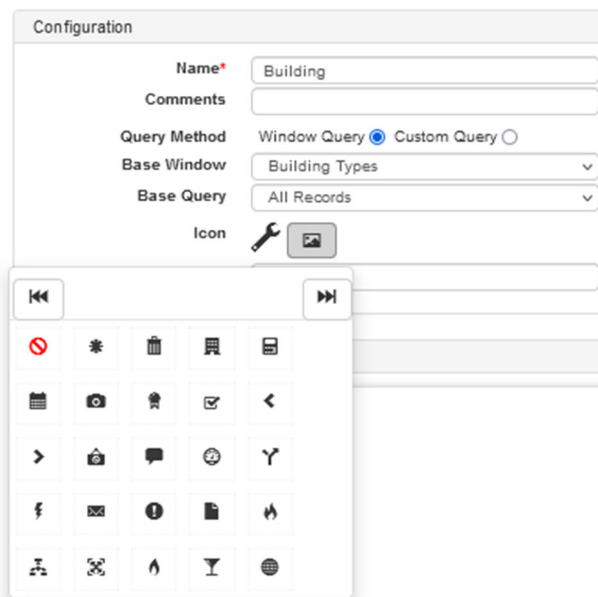 Configuration
Name* Building
Comments
Query Method Window Query Custom Query
Base Window Building Types
Base Query All Records
Icon